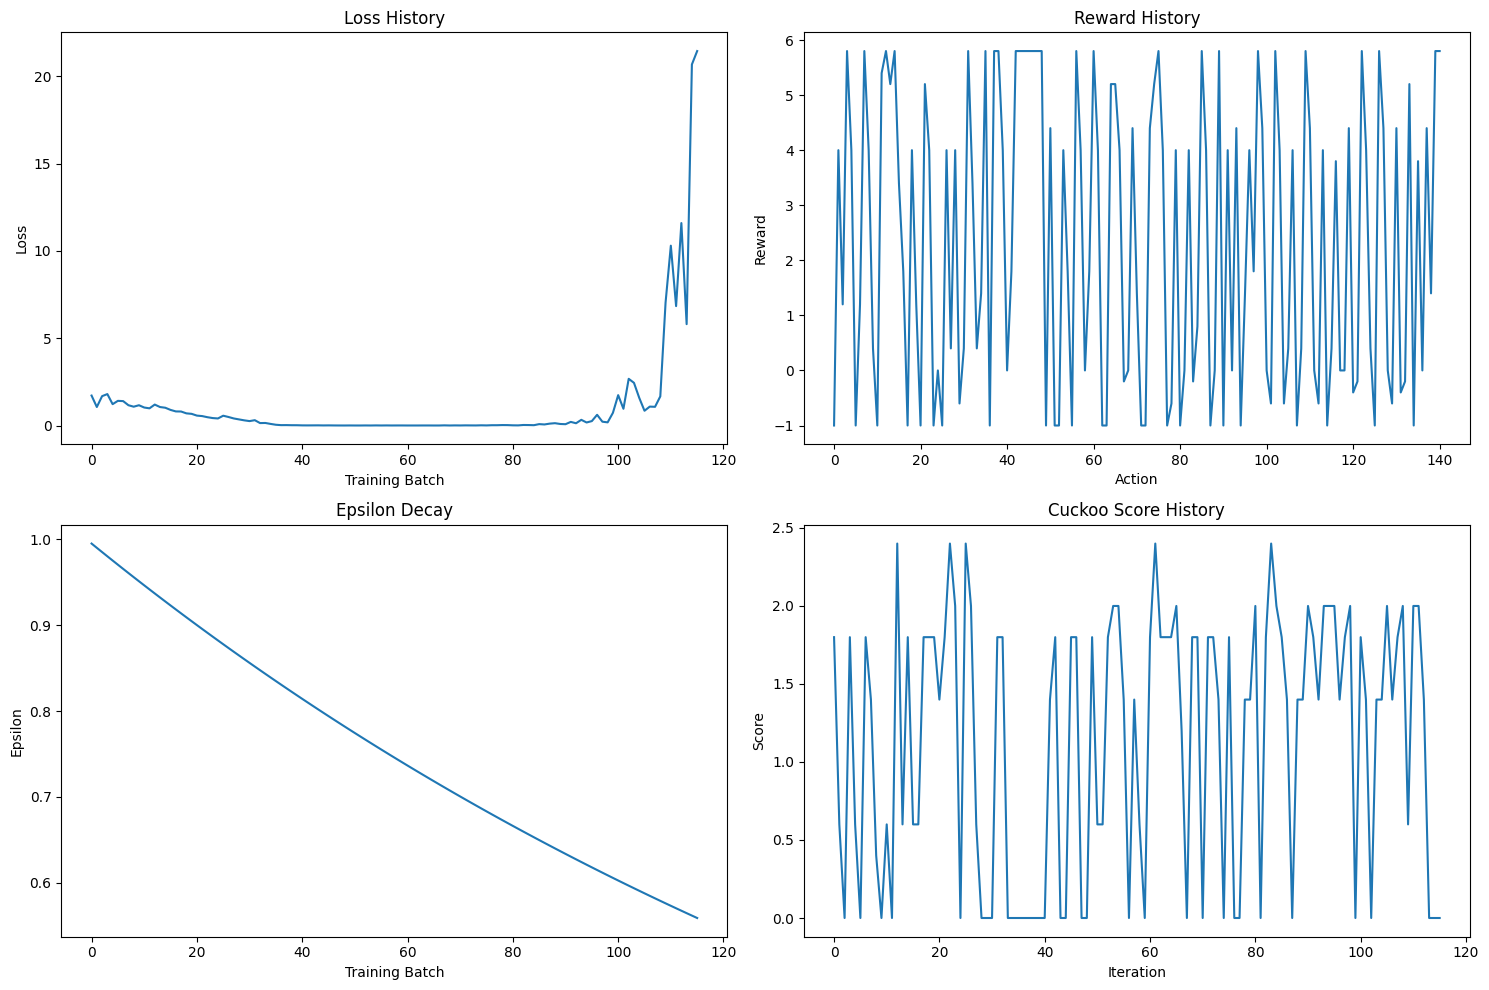 Loss History
Loss
20
15
10
5
0
0 20 40 60 80 100 120
Training Batch
Reward History
Reward
6
5
4
3
2
1
0
−1
0 20 40 60 80 100 120 140
Action
Epsilon Decay
Epsilon
1.0
0.9
0.8
0.7
0.6
0 20 40 60 80 100 120
Training Batch
Cuckoo Score History
Score
2.5
2.0
1.5
1.0
0.5
0.0
0 20 40 60 80 100 120
Iteration